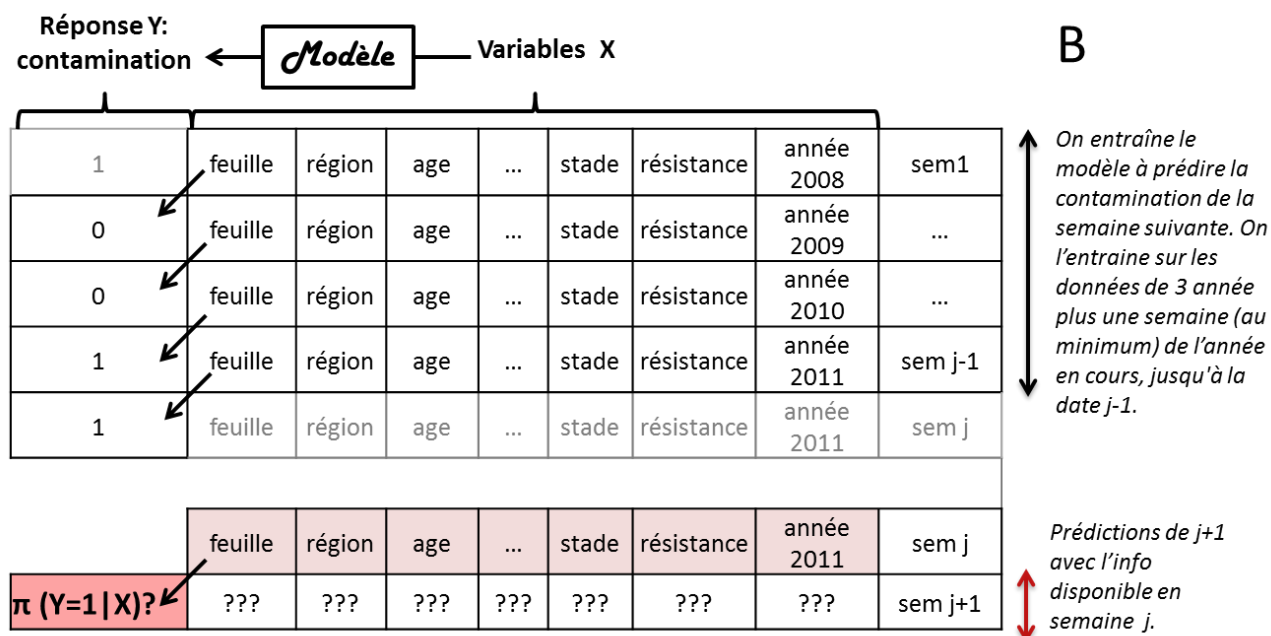 Réponse Y:
contamination
Modèle
Variables X
B
1 feuille région age ... stade résistance année 2008 sem1
0 feuille région age ... stade résistance année 2009 ...
0 feuille région age ... stade résistance année 2010 ...
1 feuille région age ... stade résistance année 2011 sem j-1
1 feuille région age ... stade résistance année 2011 sem j
On entraîne le
modèle à prédire la
contamination de la
semaine suivante. On
l’entraine sur les
données de 3 année
plus une semaine (au
minimum) de l’année
en cours, jusqu'à la
date j-1.
feuille région age ... stade résistance année 2011 sem j
π (Y=1|X)? ??? ??? ??? ??? ??? ??? ??? sem j+1
Prédictions de j+1
avec l’info
disponible en
semaine j.